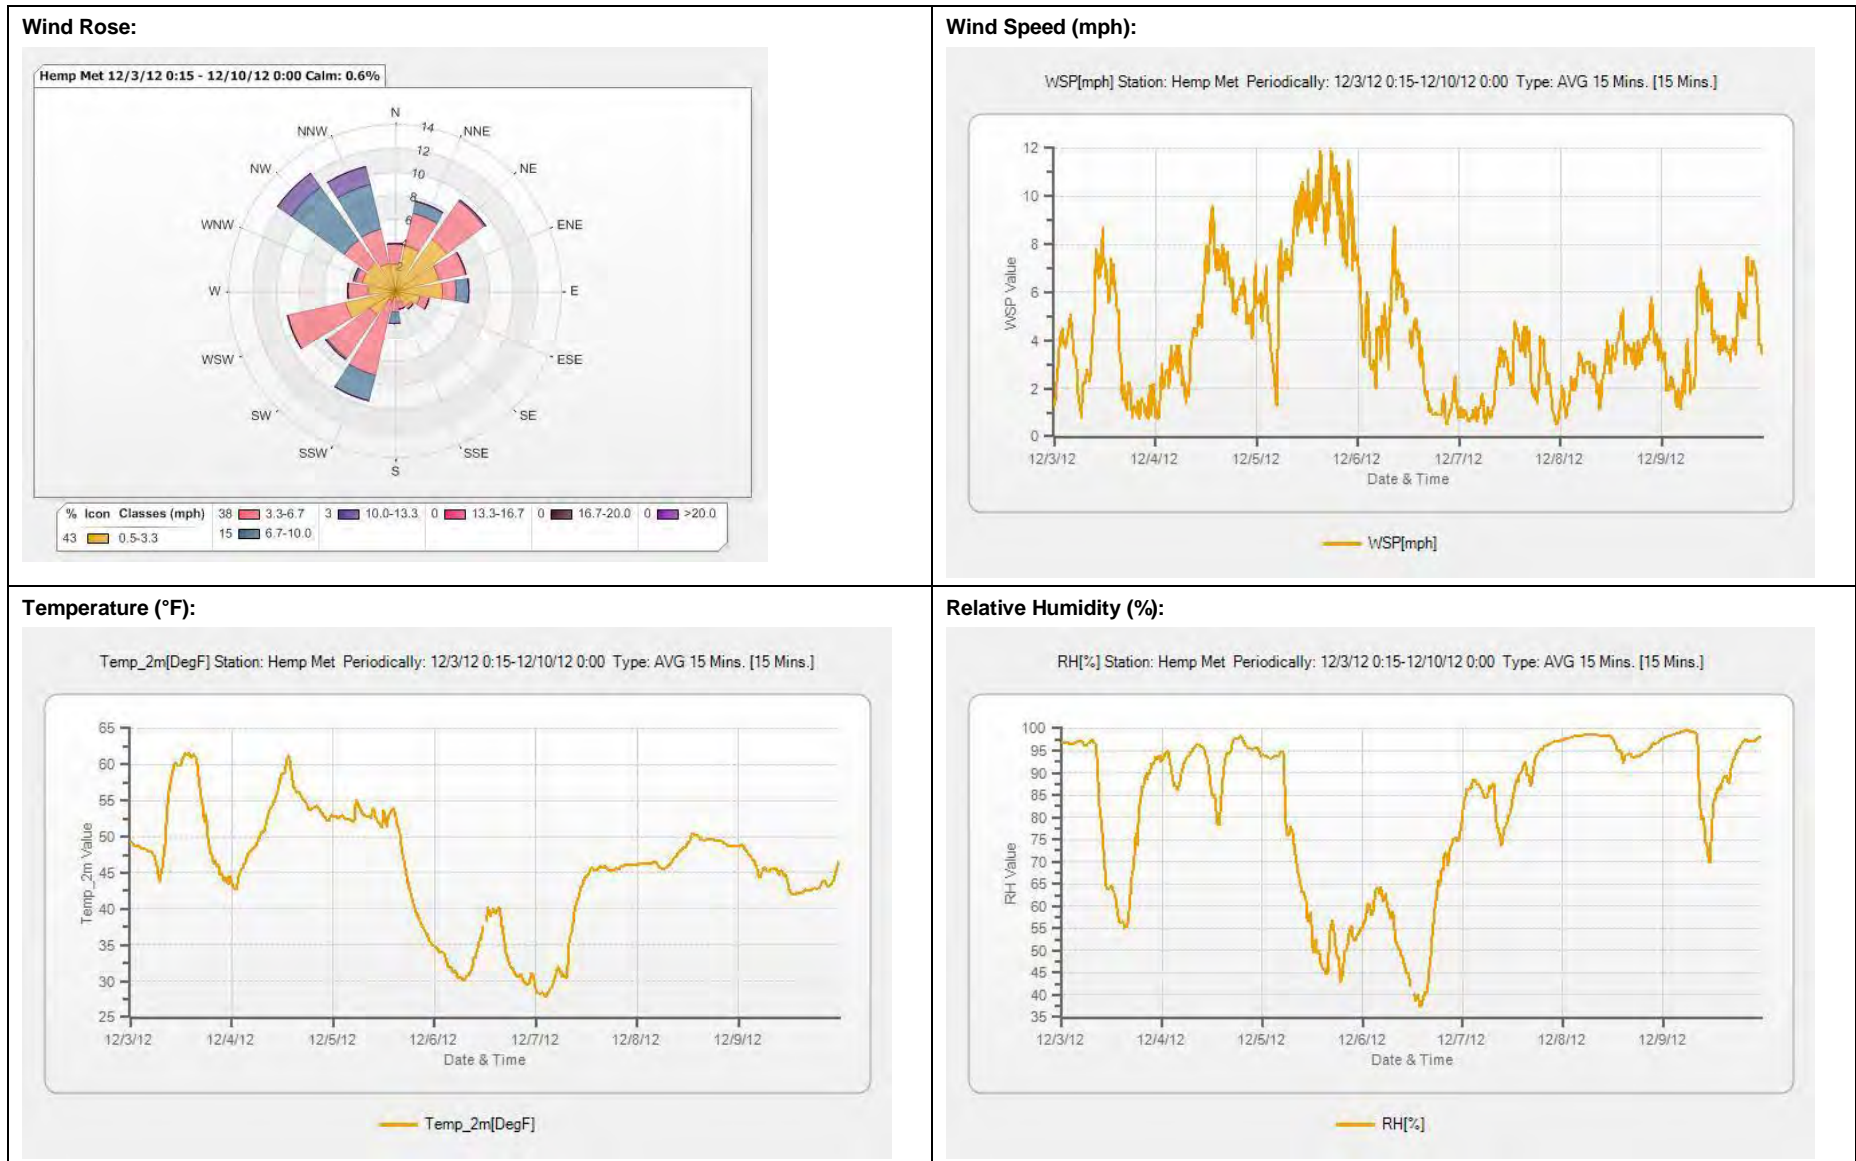 Wind Rose:
Hemp Met 12/3/12 0:15 - 12/10/12 0:00 Calm: 0.6%
N
NNW
14
NNE
12
NW
10
NE
8
6
WNW
ENE
4
2
W
E
WSW
ESE
SW
SE
SSW
SSE
S
% Icon Classes (mph)
43 0.5-3.3
38 3.3-6.7
15 6.7-10.0
3 10.0-13.3
0 13.3-16.7
0 16.7-20.0
0 >20.0
Wind Speed (mph):
WSP[mph] Station: Hemp Met Periodically: 12/3/12 0:15-12/10/12 0:00 Type: AVG 15 Mins. [15 Mins.]
WSP Value
12
10
8
6
4
2
0
12/3/12 12/4/12 12/5/12 12/6/12 12/7/12 12/8/12 12/9/12
Date & Time
WSP[mph]
Temperature (°F):
Temp_2m[DegF] Station: Hemp Met Periodically: 12/3/12 0:15-12/10/12 0:00 Type: AVG 15 Mins. [15 Mins.]
Temp_2m Value
65
60
55
50
45
40
35
30
25
12/3/12 12/4/12 12/5/12 12/6/12 12/7/12 12/8/12 12/9/12
Date & Time
Temp_2m[DegF]
Relative Humidity (%):
RH[%] Station: Hemp Met Periodically: 12/3/12 0:15-12/10/12 0:00 Type: AVG 15 Mins. [15 Mins.]
RH Value
100
95
90
85
80
75
70
65
60
55
50
45
40
35
12/3/12 12/4/12 12/5/12 12/6/12 12/7/12 12/8/12 12/9/12
Date & Time
RH[%]